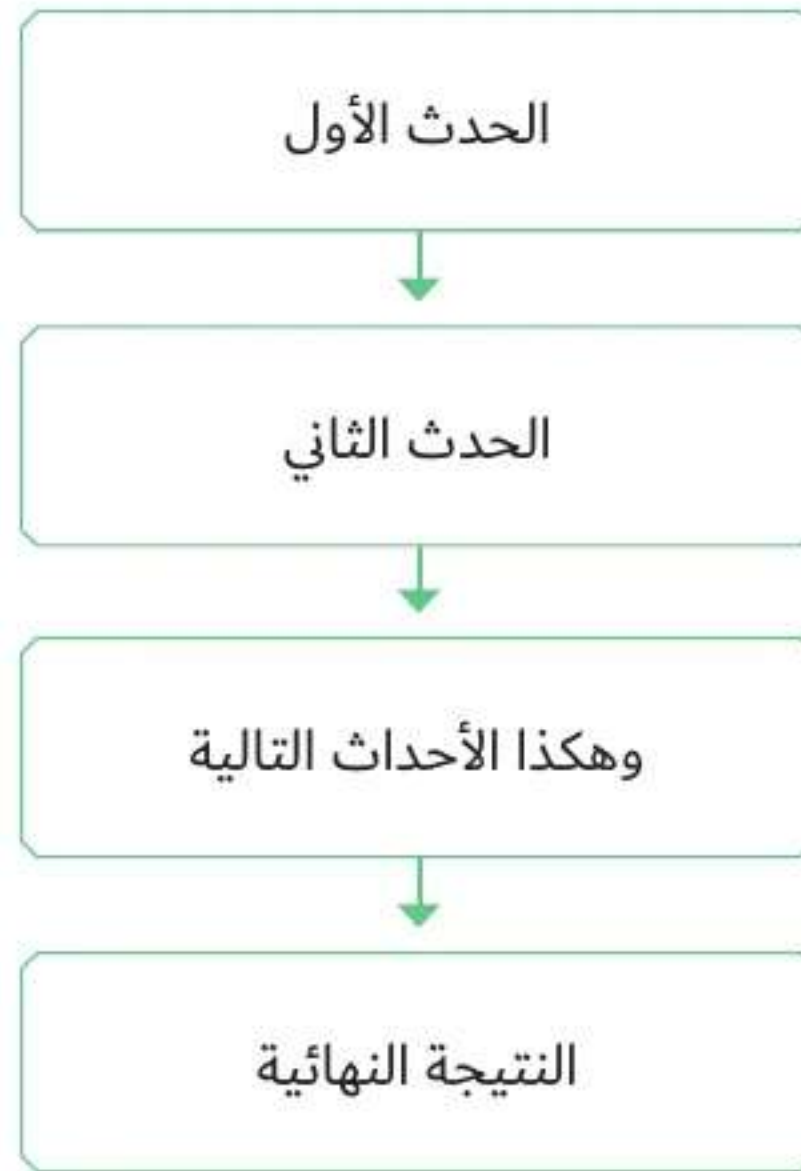 الحدث الأول
الحدث الثاني
وهكذا الأحداث التالية
النتيجة النهائية